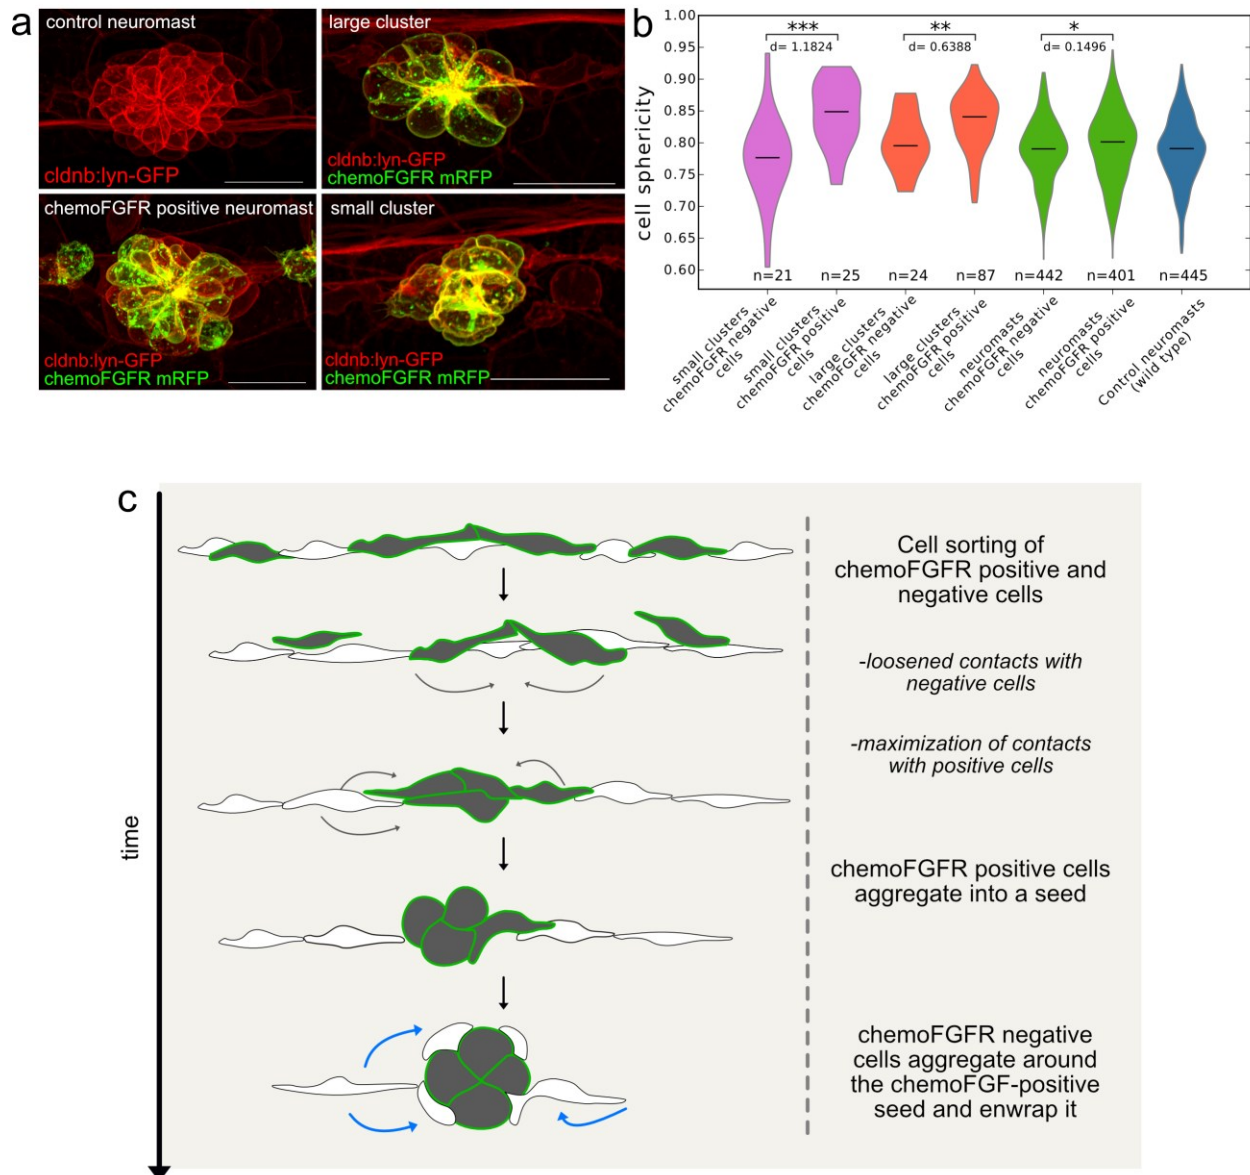 a
control neuromast
cldnb:lyn-GFP
large cluster
cldnb:lyn-GFP
chemoFGFR mRFP
chemoFGFR positive neuromast
cldnb:lyn-GFP
chemoFGFR mRFP
small cluster
cldnb:lyn-GFP
chemoFGFR mRFP
b
cell sphericity
1.00
0.95
0.90
0.85
0.80
0.75
0.70
0.65
0.60
***
d= 1.1824
**
d= 0.6388
*
d= 0.1496
n=21
n=25
n=24
n=87
n=442
n=401
n=445
small clusters
chemoFGFR negative
cells
small clusters
chemoFGFR positive
cells
large clusters
chemoFGFR negative
cells
large clusters
chemoFGFR positive
cells
neuromasts
chemoFGFR negative
cells
neuromasts
chemoFGFR positive
cells
Control neuromasts
(wild type)
c
time
Cell sorting of
chemoFGFR positive and
negative cells
-loosened contacts with
negative cells
-maximization of contacts
with positive cells
chemoFGFR positive cells
aggregate into a seed
chemoFGFR negative
cells aggregate around
the chemoFGF-positive
seed and enwrap it